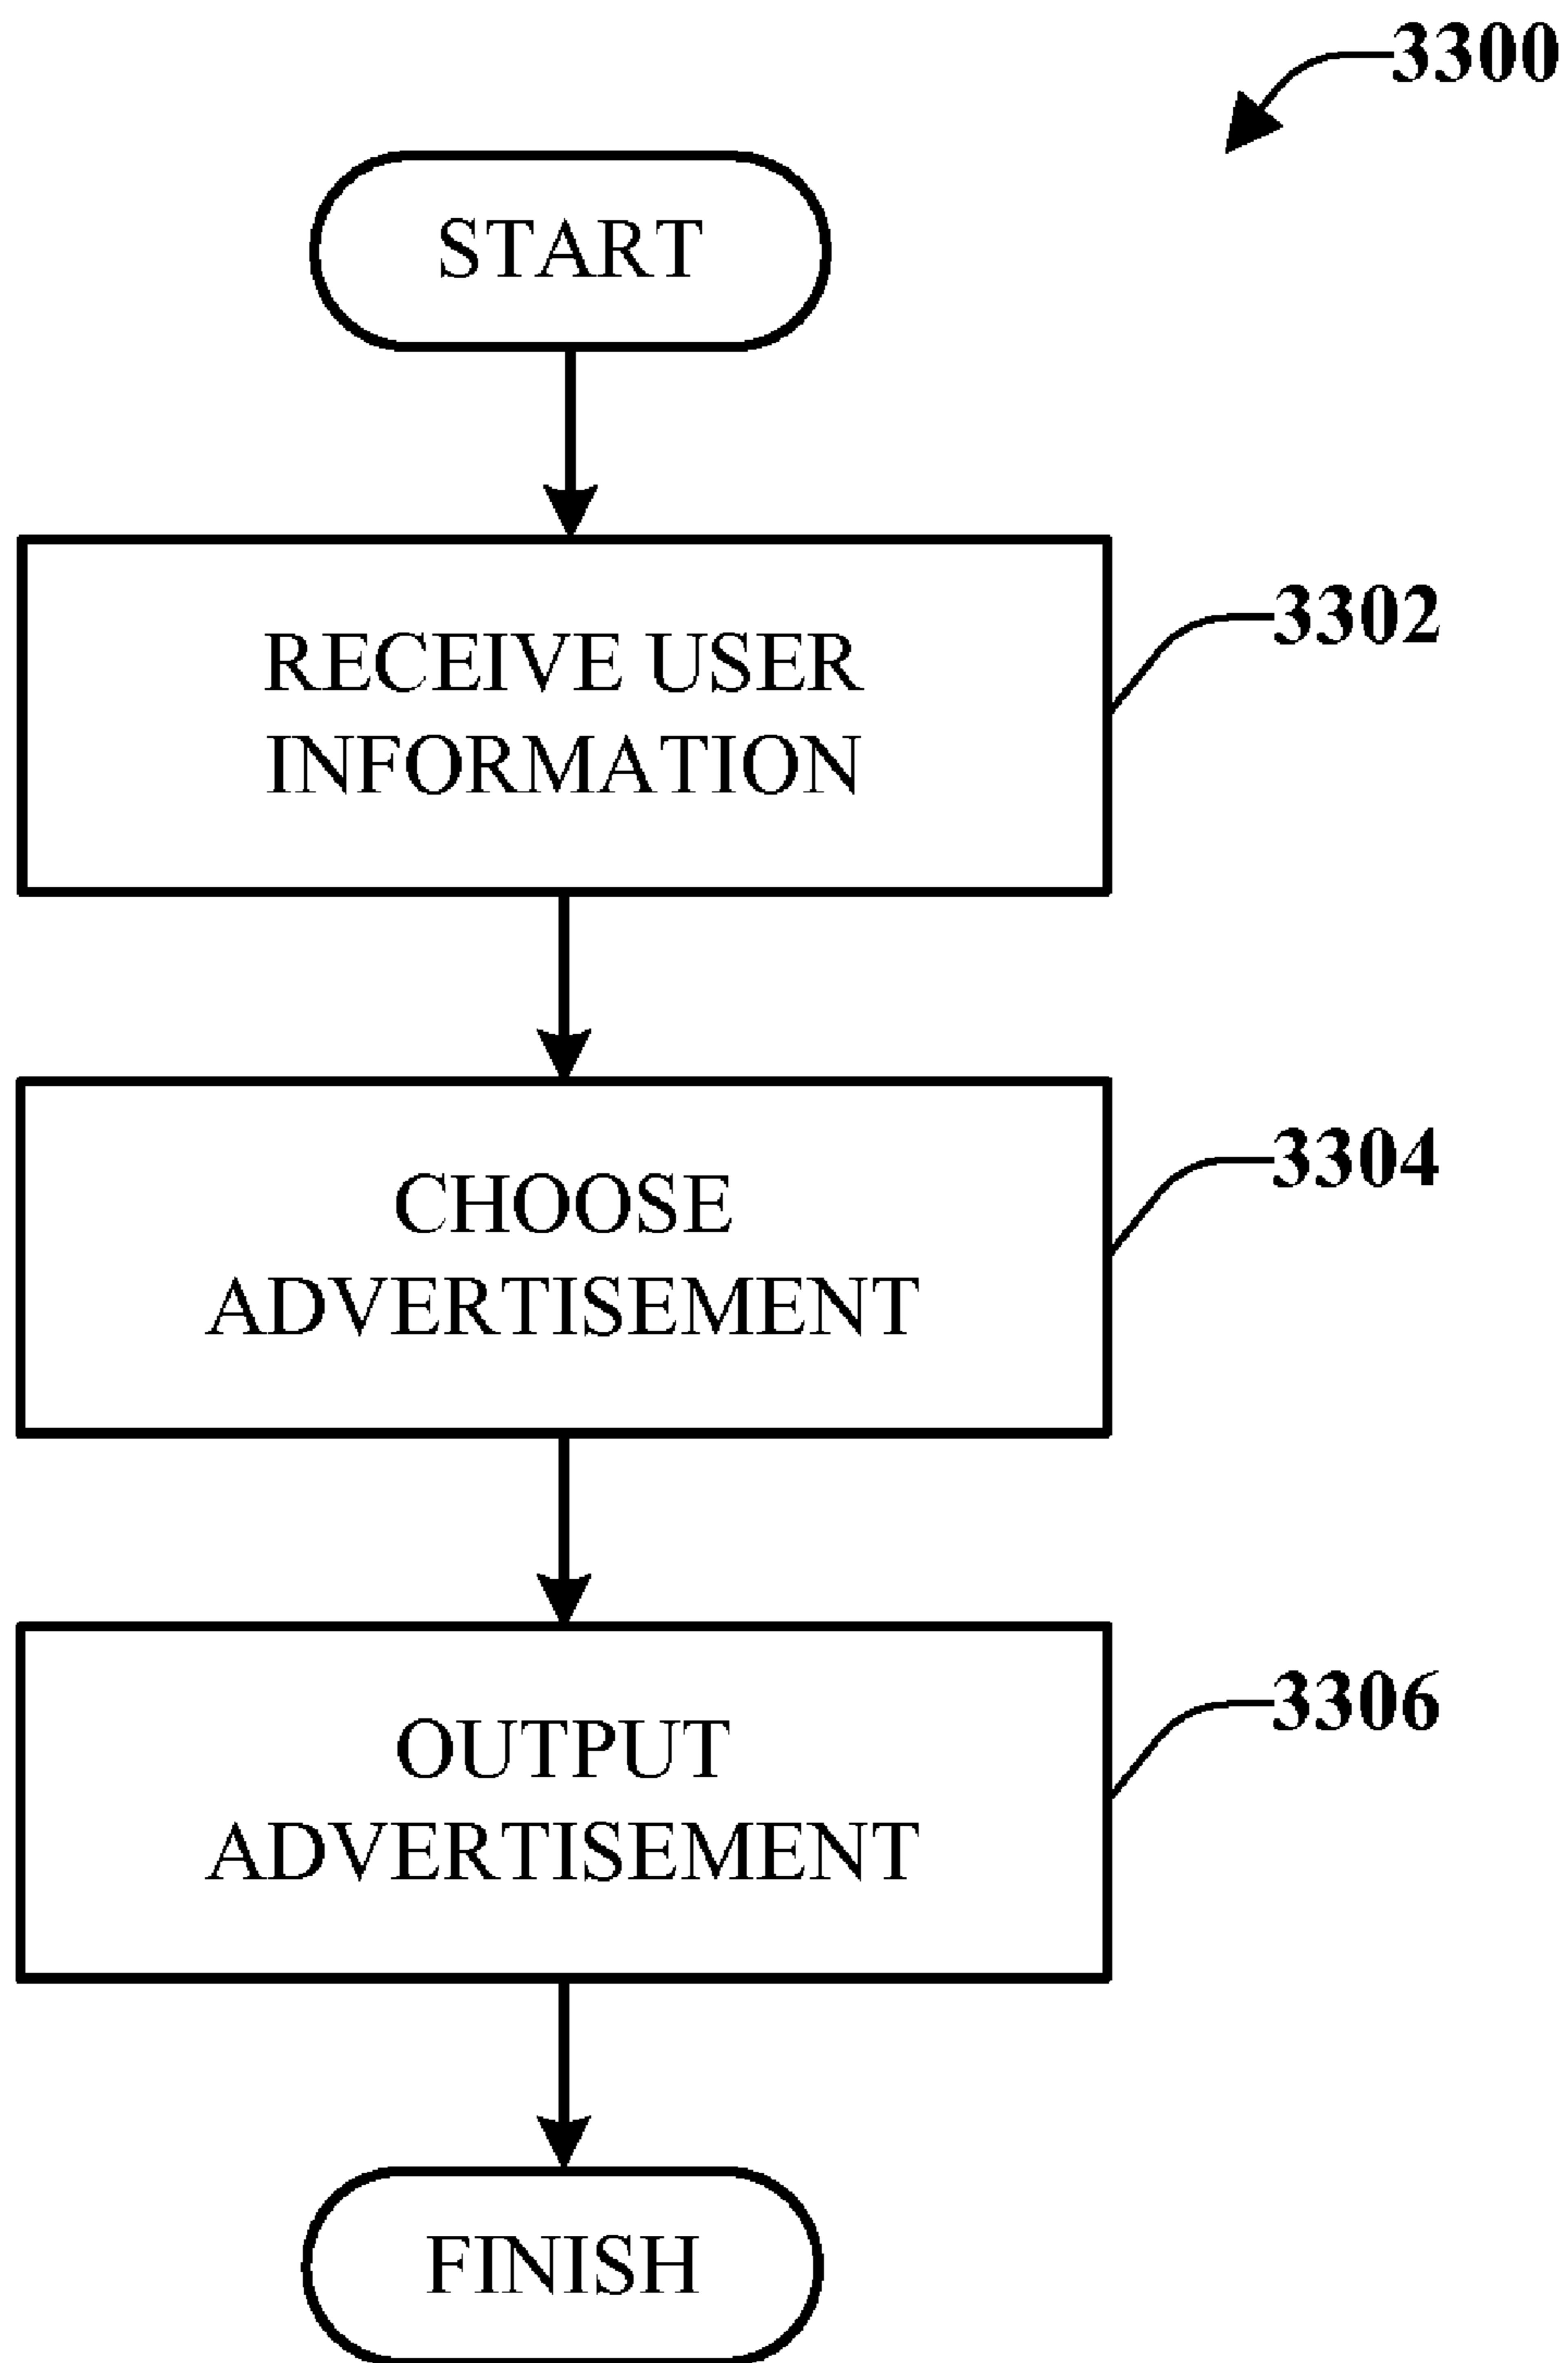 3300
START
RECEIVE USER
INFORMATION
3302
CHOOSE
ADVERTISEMENT
3304
OUTPUT
ADVERTISEMENT
3306
FINISH